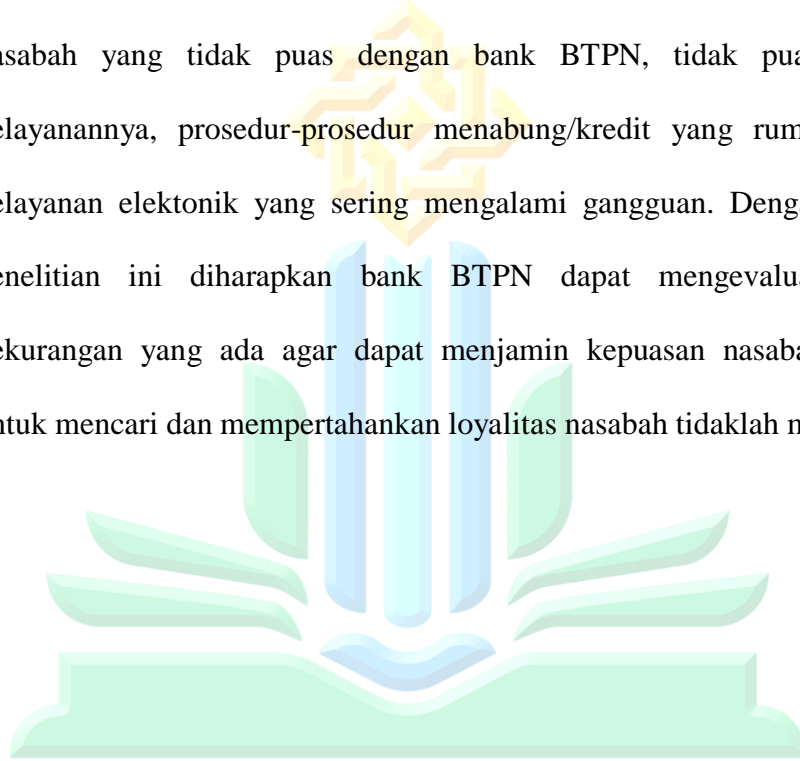 asabah yang tidak puas dengan bank BTPN, tidak pua
elayanannya, prosedur-prosedur menabung/kredit yang rum
elayanan elektonik yang sering mengalami gangguan. Denga
enelitian ini diharapkan bank BTPN dapat mengevalua
ekurangan yang ada agar dapat menjamin kepuasan nasaba
ntuk mencari dan mempertahankan loyalitas nasabah tidaklah m